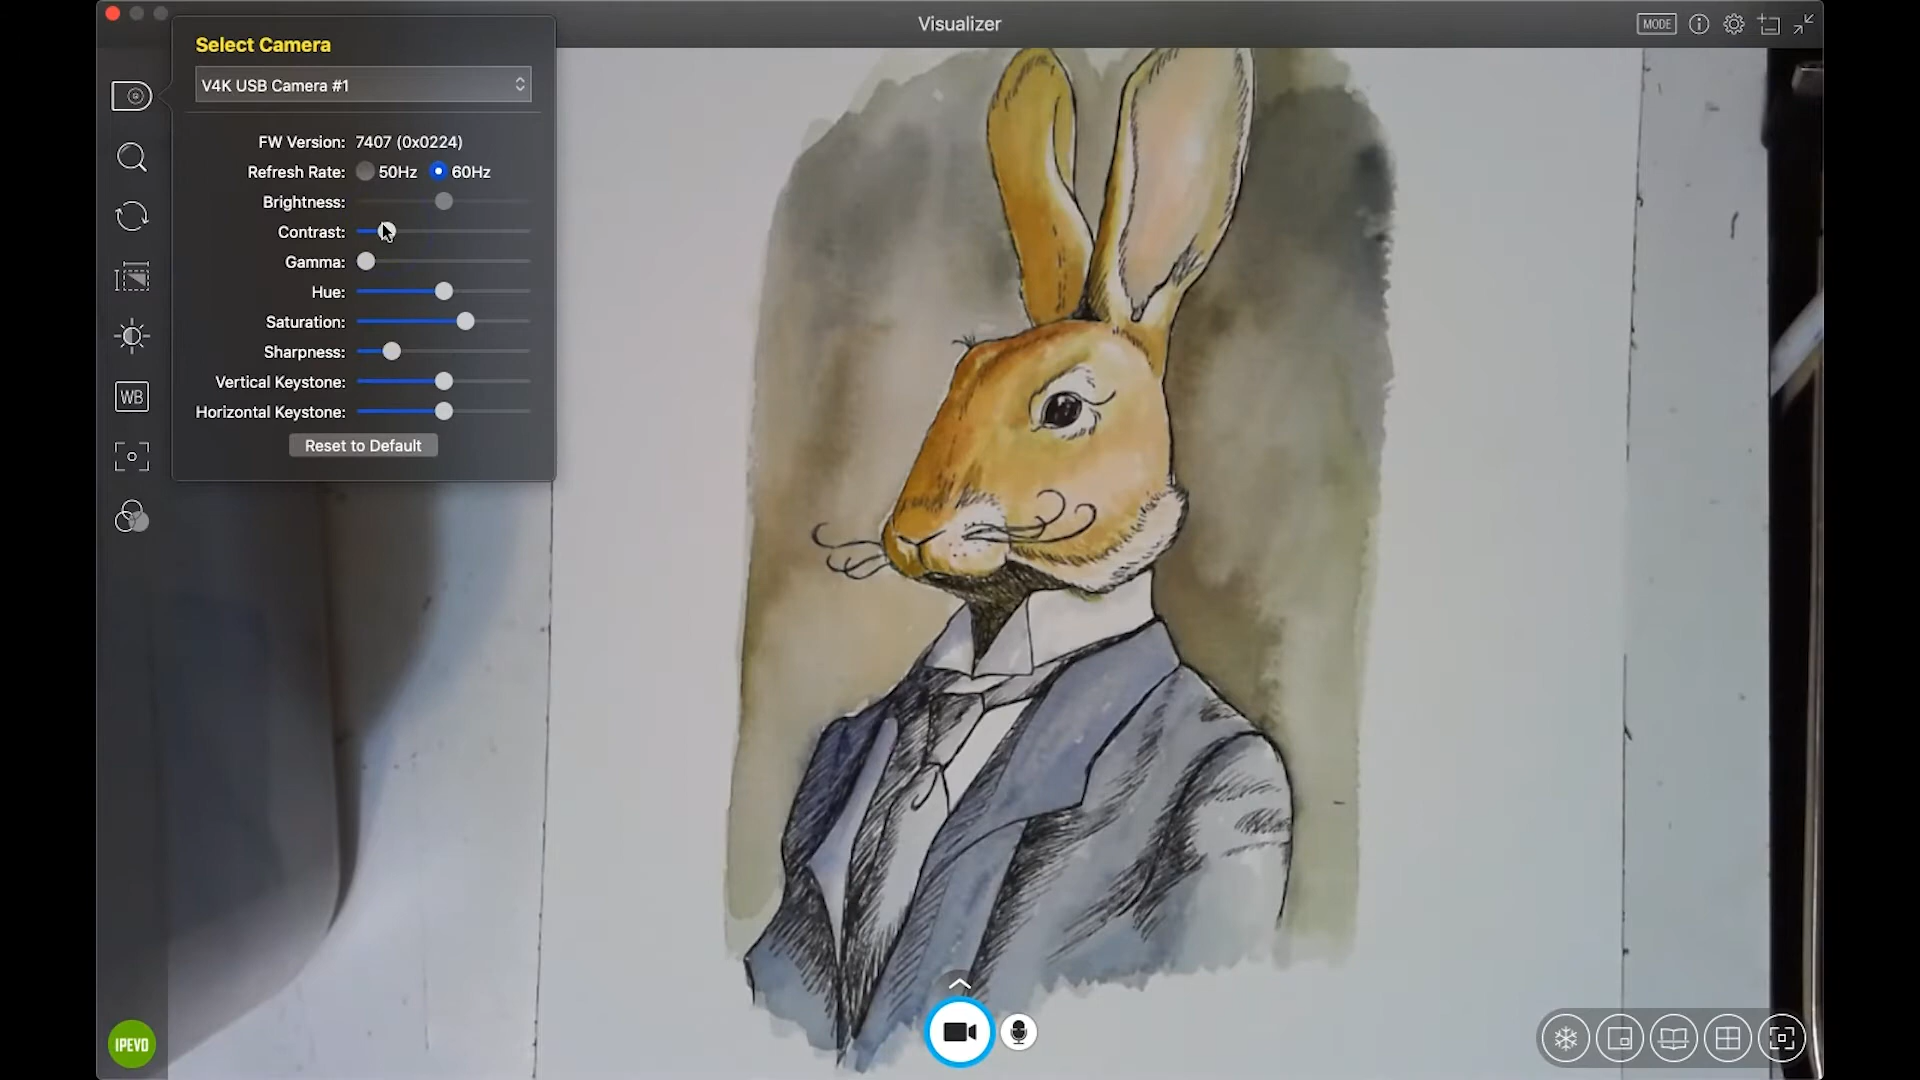 Visualizer
MODE
Select Camera
V4K USB Camera #1
FW Version: 7407 (0x0224)
Refresh Rate: 50Hz 60Hz
Brightness:
Contrast:
Gamma:
Hue:
Saturation:
Sharpness:
Vertical Keystone:
Horizontal Keystone:
Reset to Default
WB
IPEVO